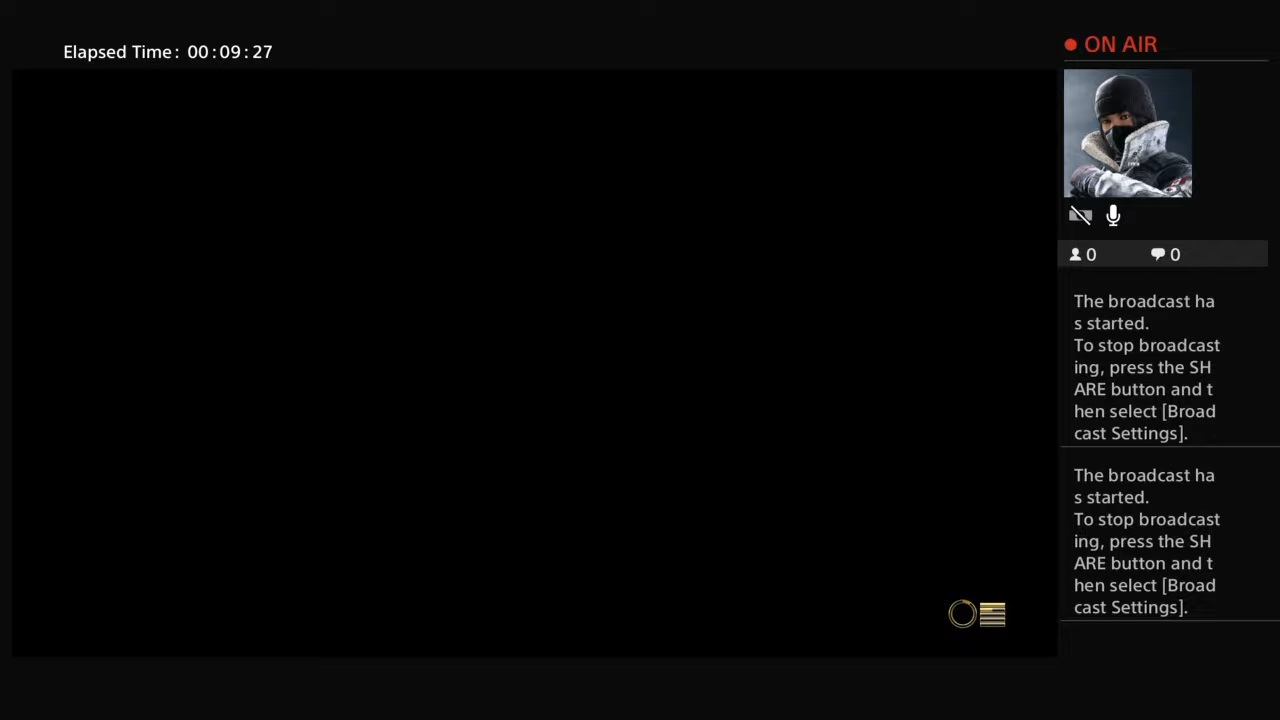 Elapsed Time: 00:09:27
ON AIR
0 0
The broadcast ha
s started.
To stop broadcast
ing, press the SH
ARE button and t
hen select [Broad
cast Settings].
The broadcast ha
s started.
To stop broadcast
ing, press the SH
ARE button and t
hen select [Broad
cast Settings].